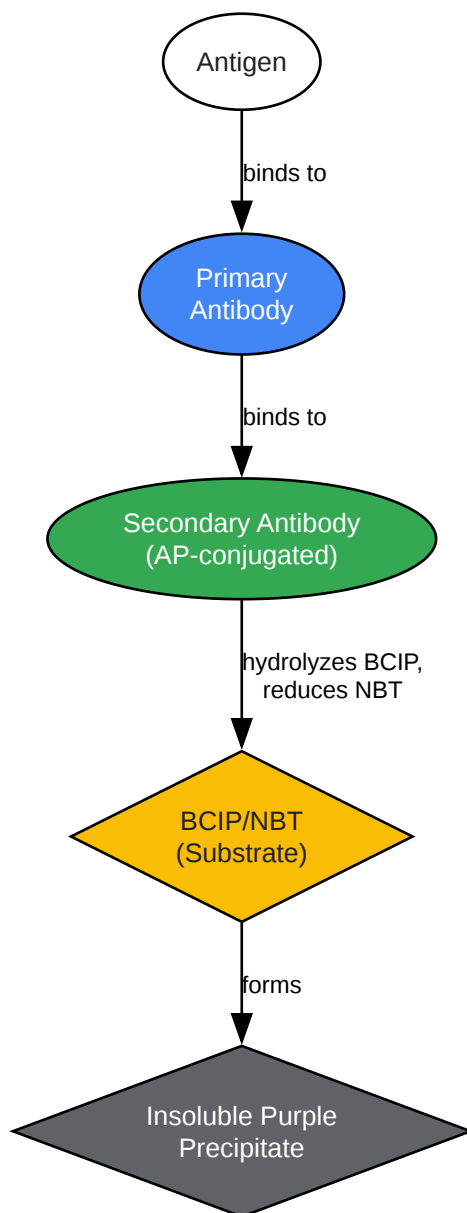 Antigen
binds to
Primary
Antibody
binds to
Secondary Antibody
(AP-conjugated)
hydrolyzes BCIP,
reduces NBT
BCIP/NBT
(Substrate)
forms
Insoluble Purple
Precipitate